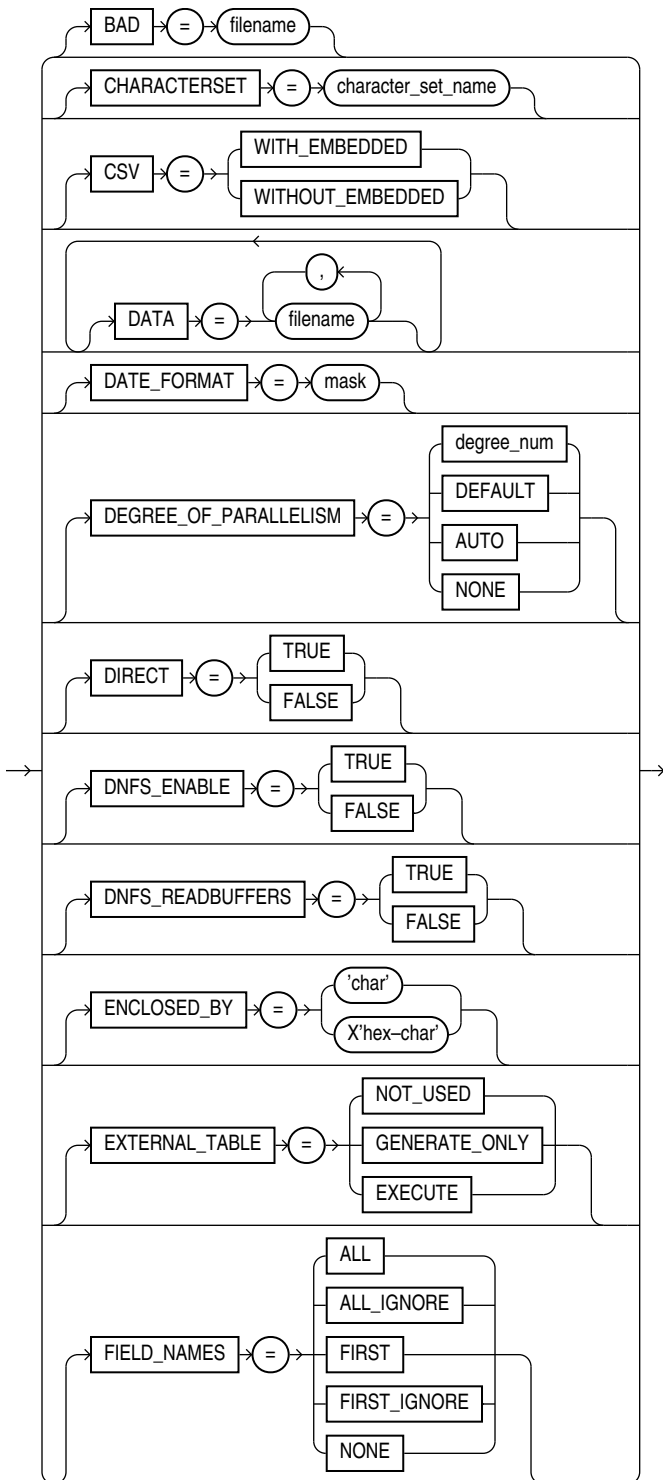 BAD = filename
CHARACTERSET = character_set_name
CSV = WITH_EMBEDDED
WITHOUT_EMBEDDED
,
DATA = filename
DATE_FORMAT = mask
degree_num
DEFAULT
DEGREE_OF_PARALLELISM =
AUTO
NONE
TRUE
DIRECT =
FALSE
TRUE
DNFS_ENABLE =
FALSE
TRUE
DNFS_READBUFFERS =
FALSE
'char'
ENCLOSED_BY =
X'hex–char'
NOT_USED
EXTERNAL_TABLE = GENERATE_ONLY
EXECUTE
ALL
ALL_IGNORE
FIELD_NAMES = FIRST
FIRST_IGNORE
NONE